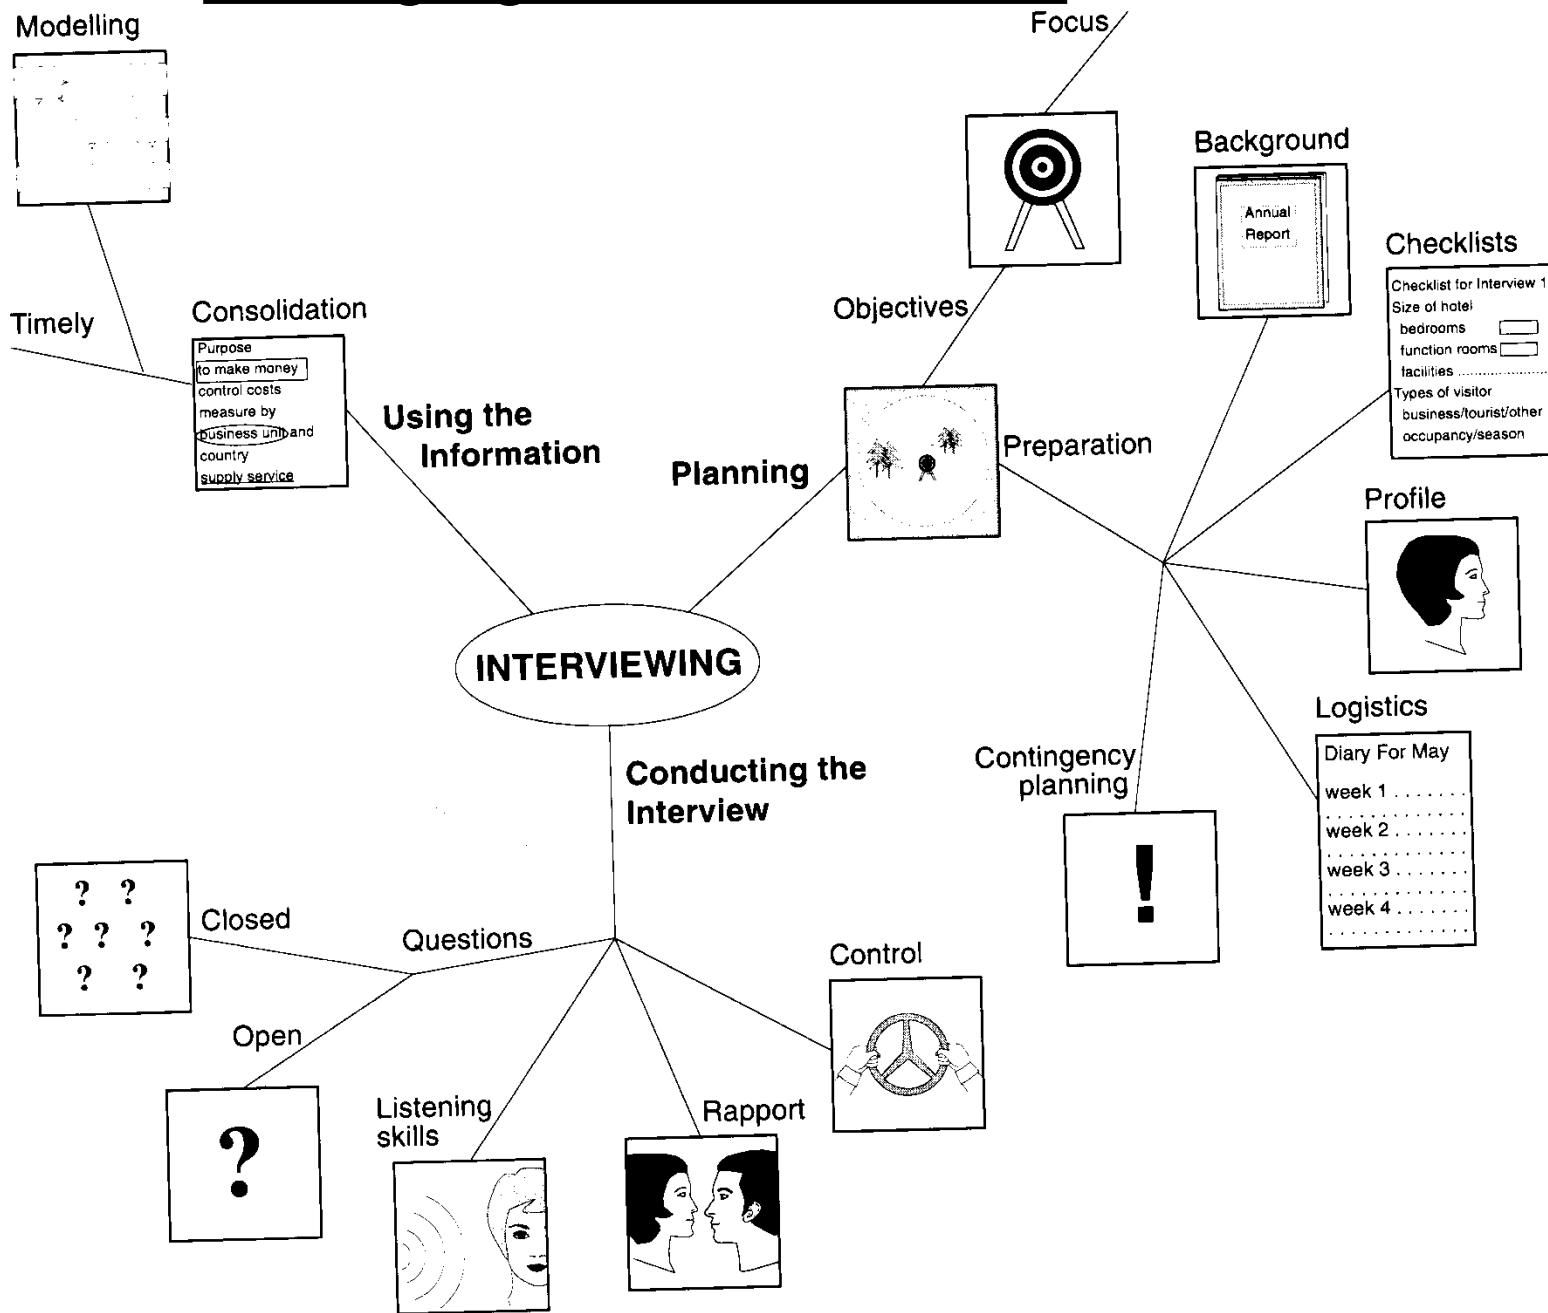 Modelling
Focus
Background
Annual
Report
Checklists
Checklist for Interview 1
Size of hotel
bedrooms
function rooms
facilities ....................
Types of visitor
business/tourist/other
occupancy/season
Objectives
Timely
Consolidation
Purpose
to make money
control costs
measure by
business unit and
country
supply service
Using the
Information
Planning
Preparation
Profile
INTERVIEWING
Logistics
Diary For May
week 1 . . . . . . .
. . . . . . . . . . . . .
week 2 . . . . . . .
. . . . . . . . . . . . .
week 3 . . . . . . .
. . . . . . . . . . . . .
week 4 . . . . . . .
. . . . . . . . . . . . .
Contingency
planning
!
Conducting the
Interview
? ?
? ? ?
? ?
Closed
Questions
Control
Open
?
Listening
skills
Rapport